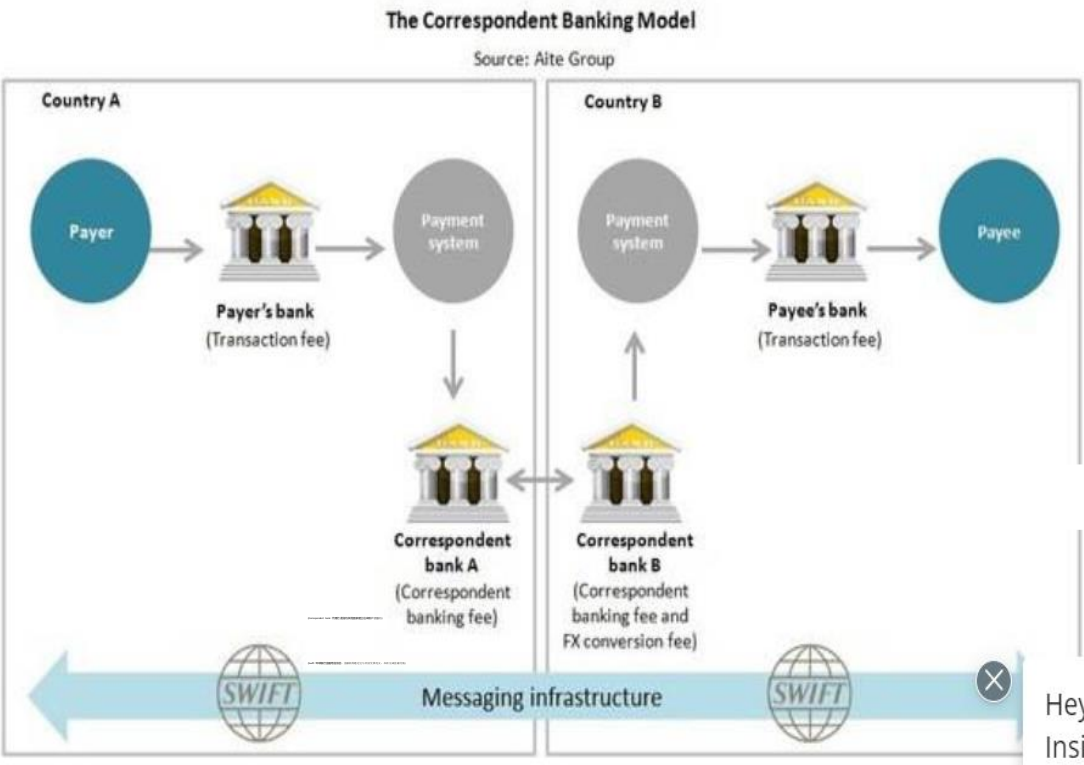 The Correspondent Banking Model
Source: Aite Group
Country A
Payer
Payer's bank
(Transaction fee)
Payment
system
Correspondent
bank A
(Correspondent
banking fee)
Country B
Payment
system
Payee's bank
(Transaction fee)
Payee
Correspondent
bank B
(Correspondent
banking fee and
FX conversion fee)
SWIFT
Messaging infrastructure
SWIFT
Hey
Insi